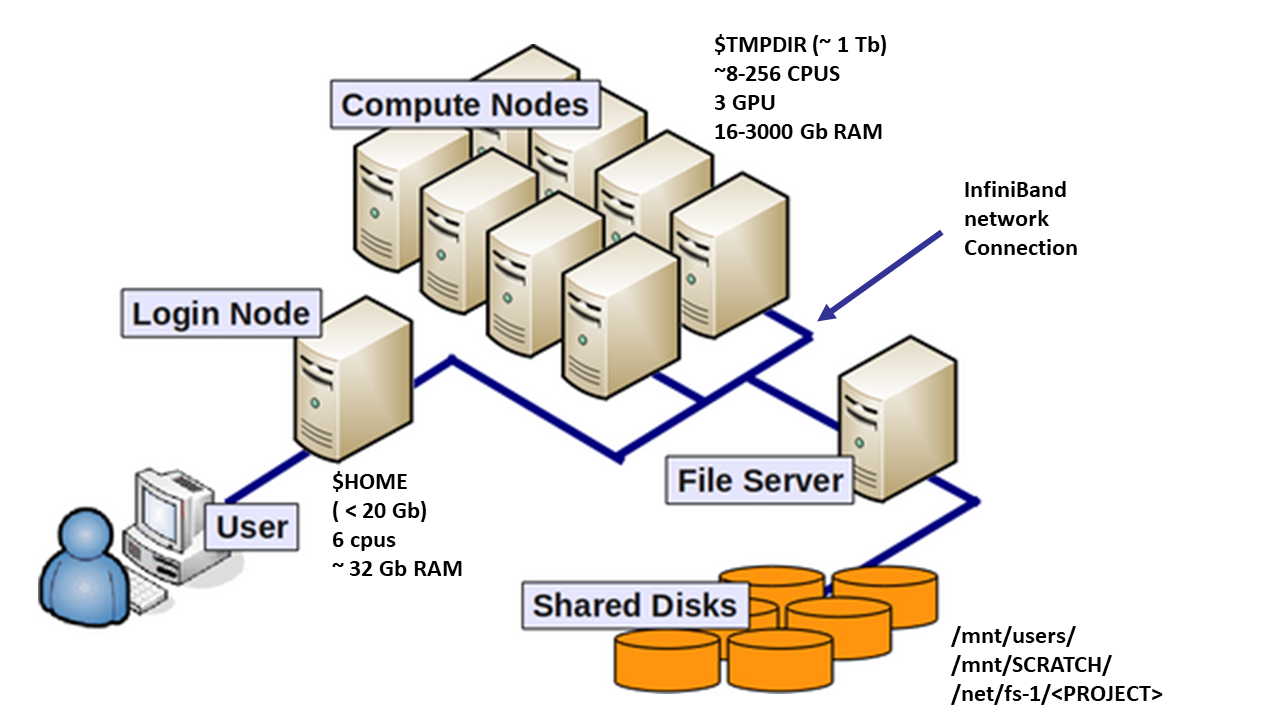 $TMPDIR (~ 1 Tb)
~8-256 CPUS
3 GPU
16-3000 Gb RAM
Compute Nodes
InfiniBand
network
Connection
Login Node
$HOME
( < 20 Gb)
6 cpus
~ 32 Gb RAM
User
File Server
Shared Disks
/mnt/users/
/mnt/SCRATCH/
/net/fs-1/<PROJECT>